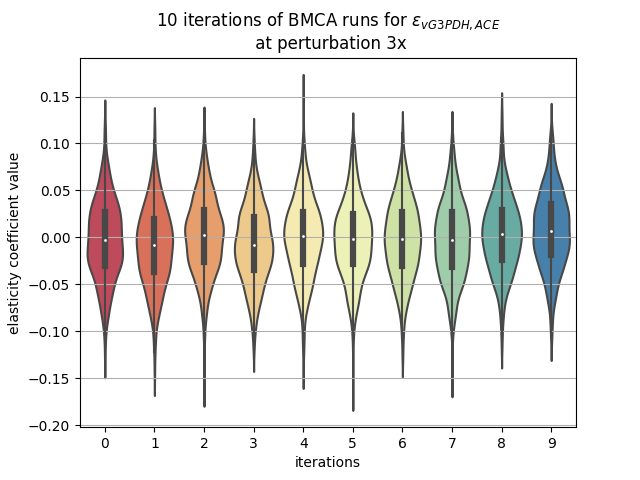 10 iterations of BMCA runs for ε_{vG3PDH,ACE}
at perturbation 3x
elasticity coefficient value
0.15
0.10
0.05
0.00
−0.05
−0.10
−0.15
−0.20
0 1 2 3 4 5 6 7 8 9
iterations